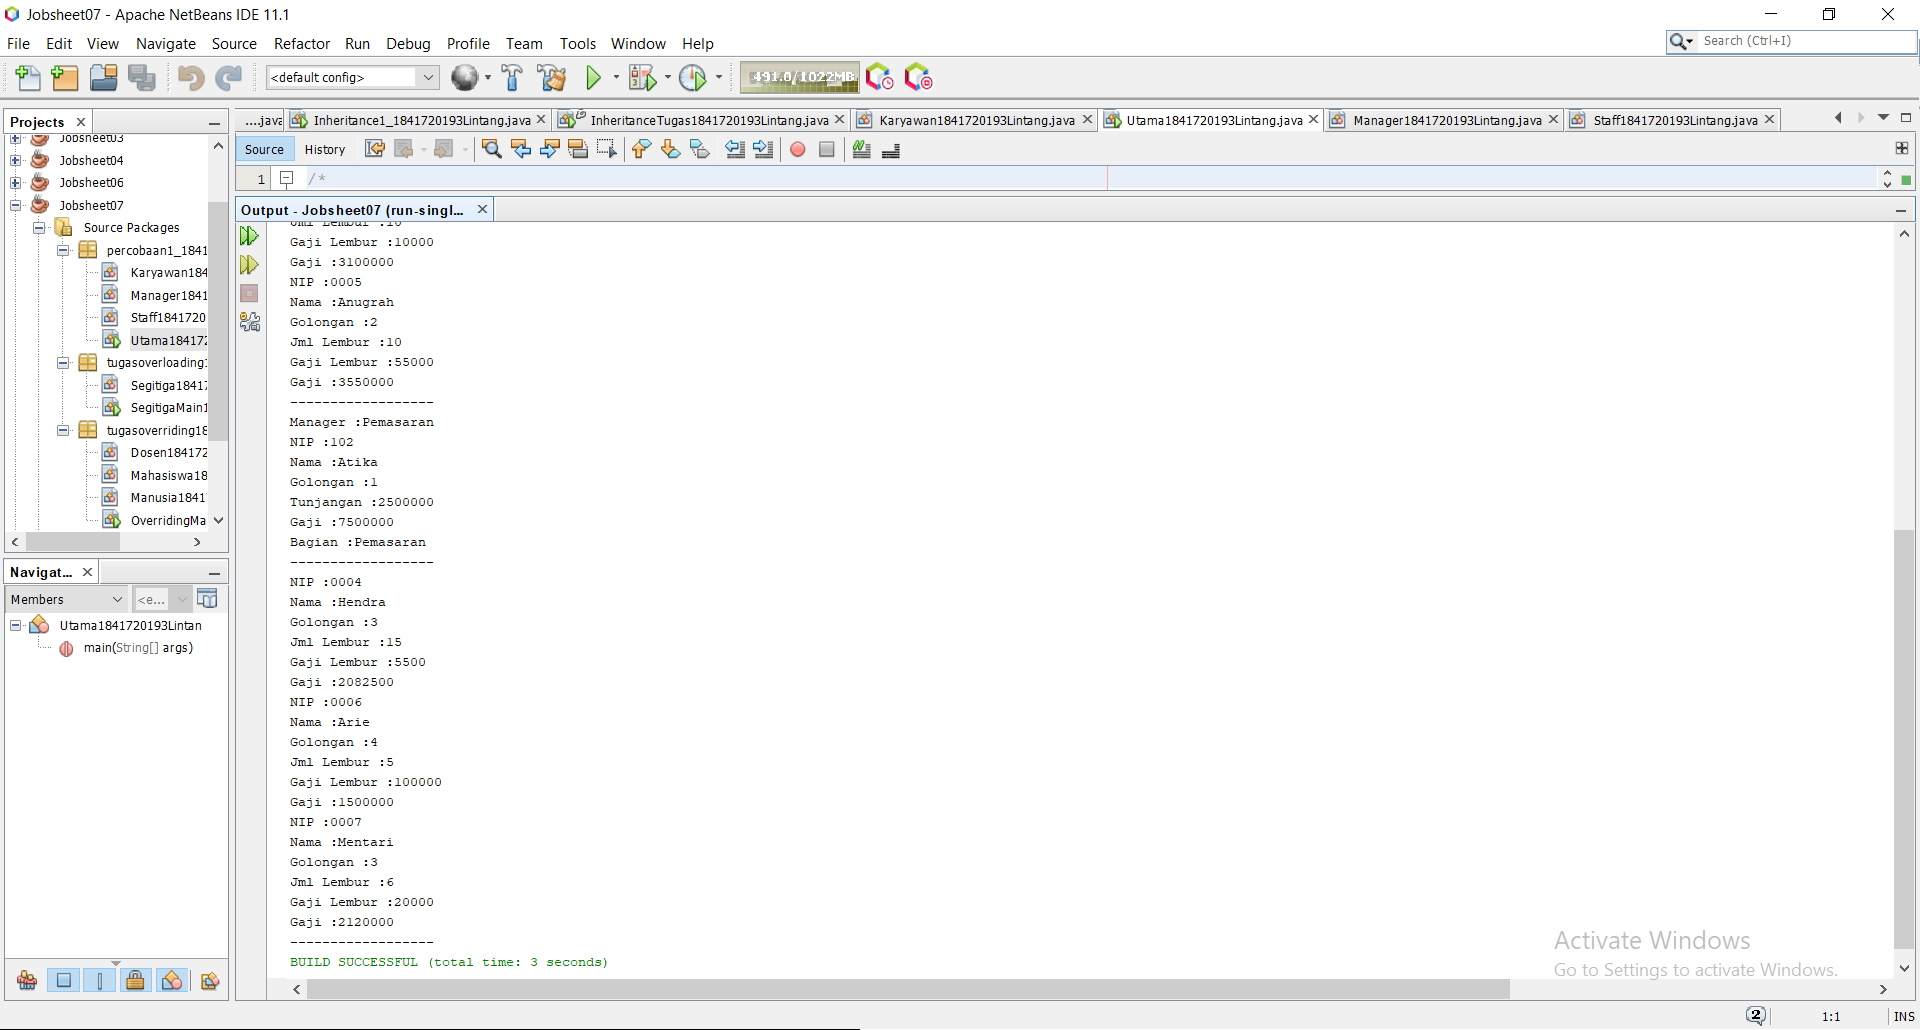 Jobsheet07 - Apache NetBeans IDE 11.1
File Edit View Navigate Source Refactor Run Debug Profile Team Tools Window Help
Search (Ctrl+I)
<default config>
491.0/1022MB
Projects
....java
Inheritance1_1841720193Lintang.java
InheritanceTugas1841720193Lintang.java
Karyawan1841720193Lintang.java
Utama1841720193Lintang.java
Manager1841720193Lintang.java
Staff1841720193Lintang.java
Source History
1 /*
Jobsheet03
Jobsheet04
Jobsheet06
Jobsheet07
Source Packages
percobaan1_1841
Karyawan184
Manager1841
Staff1841720
Utama184172
tugasoverloading1
Segitiga18417
SegitigaMain1
tugasoverriding18
Dosen184172
Mahasiswa18
Manusia1841
OverridingMa
Navigat...
Members
<e...
Utama1841720193Lintan
main(String[] args)
Output - Jobsheet07 (run-singl...
Jml Lembur :10
Gaji Lembur :10000
Gaji :3100000
NIP :0005
Nama :Anugrah
Golongan :2
Jml Lembur :10
Gaji Lembur :55000
Gaji :3550000
------------------
Manager :Pemasaran
NIP :102
Nama :Atika
Golongan :1
Tunjangan :2500000
Gaji :7500000
Bagian :Pemasaran
------------------
NIP :0004
Nama :Hendra
Golongan :3
Jml Lembur :15
Gaji Lembur :5500
Gaji :2082500
NIP :0006
Nama :Arie
Golongan :4
Jml Lembur :5
Gaji Lembur :100000
Gaji :1500000
NIP :0007
Nama :Mentari
Golongan :3
Jml Lembur :6
Gaji Lembur :20000
Gaji :2120000
------------------
BUILD SUCCESSFUL (total time: 3 seconds)
Activate Windows
Go to Settings to activate Windows.
2
1:1
INS